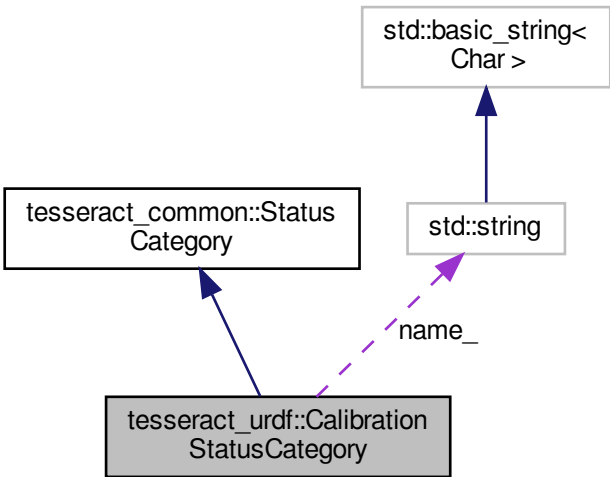 std::basic_string<
Char >
tesseract_common::Status
Category
std::string
name_
tesseract_urdf::Calibration
StatusCategory